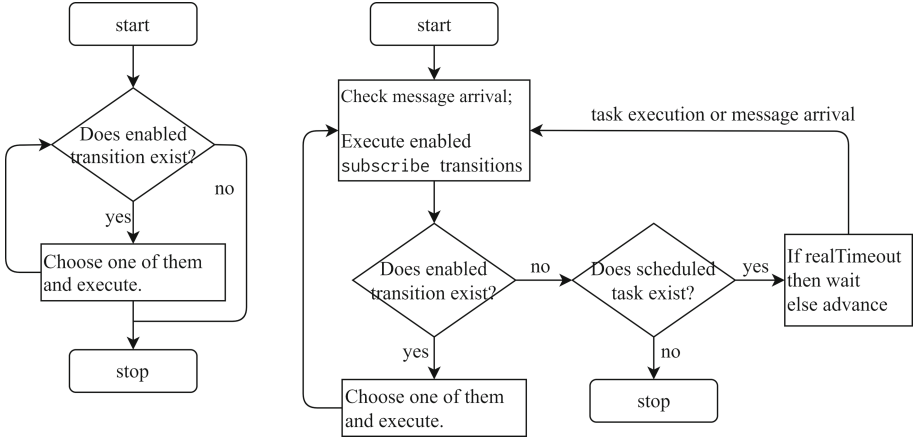 start
Does enabled
transition exist?
no
yes
Choose one of them
and execute.
stop
start
Check message arrival;
Execute enabled
subscribe transitions
task execution or message arrival
Does enabled
transition exist?
no
Does scheduled
task exist?
yes
If realTimeout
then wait
else advance
yes
no
Choose one of them
and execute.
stop